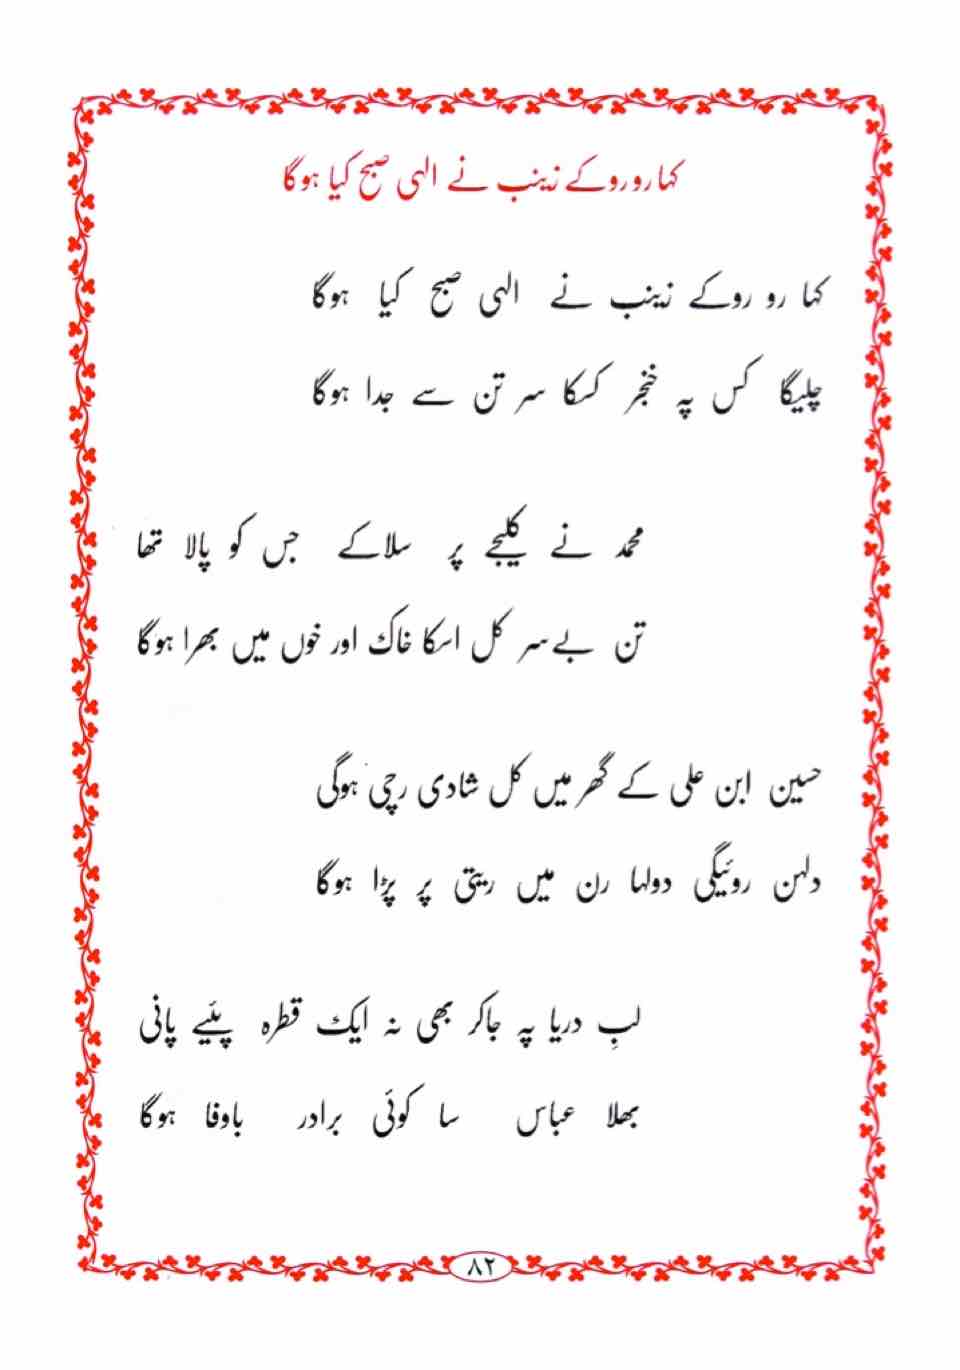 کہا رو رو کے زینب نے الہی صبح کیا ہوگا
کہا رو روکے زینب نے الہی صبح کیا ہوگا
چلیگا کس پہ خنجر کسکا سر تن سے جدا ہوگا
محمد نے کلیجے پر سلاکے جس کو پالا تھا
تن بے سر کل اسکا خاک اور خوں میں بھرا ہوگا
حسین ابن علی کے گھر میں کل شادی رچی ہوگی
دلہن روئیگی دولہا رن میں ریتی پر پڑا ہوگا
لبِ دریا پہ جاکر بھی نہ ایک قطرہ پئیے پانی
بھلا عباس سا کوئی برادر باوفا ہوگا
۸۲